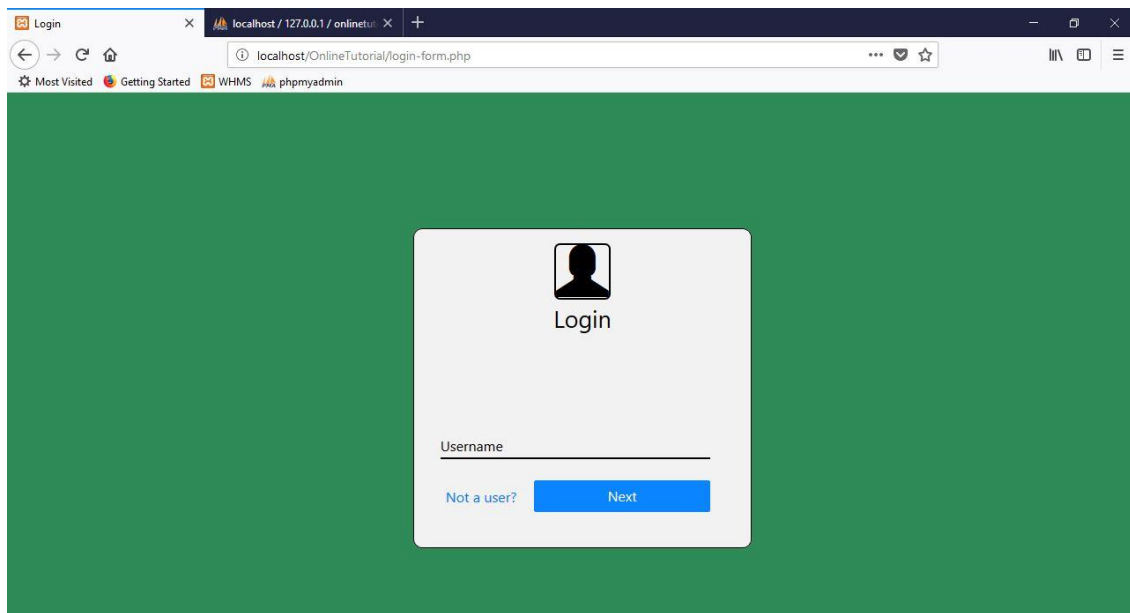 Login
localhost / 127.0.0.1 / onlinetut
localhost/OnlineTutorial/login-form.php
Most Visited Getting Started WHMS phpmyadmin
Login
Username
Not a user? Next